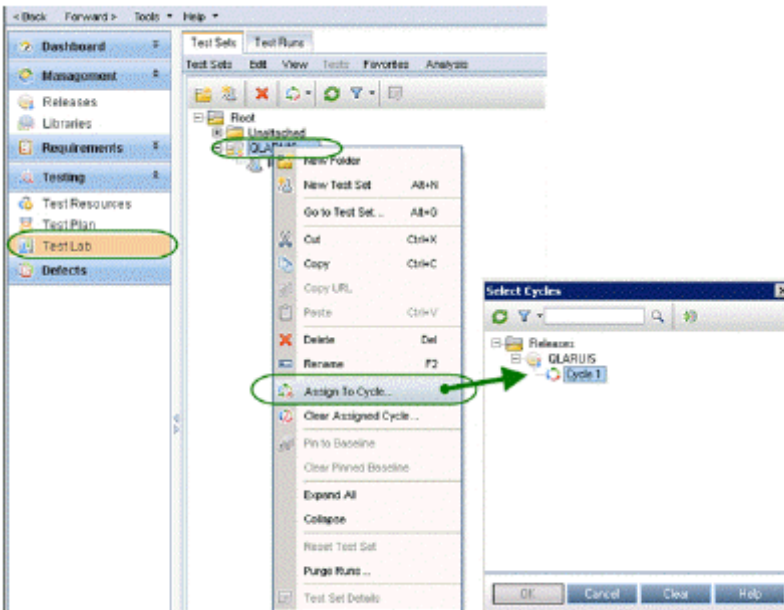 < Back Forward > Tools Help
Dashboard
Management
Releases
Libraries
Requirements
Testing
Test Resources
Test Plan
Test Lab
Defects
Test Sets Test Runs
Test Sets Edit View Tests Favorites Analysis
Root
Unattached
QLARUIS
New Folder
New Test Set Alt+N
Go to Test Set... Alt+G
Cut Ctrl+X
Copy Ctrl+C
Copy URL
Paste Ctrl+V
Delete Del
Rename F2
Assign To Cycle...
Clear Assigned Cycle...
Pin to Baseline
Clear Pinned Baseline
Expand All
Collapse
Reset Test Set
Purge Runs...
Test Set Details
Select Cycles
Releases
QLARUIS
Cycle 1
OK Cancel Clear Help